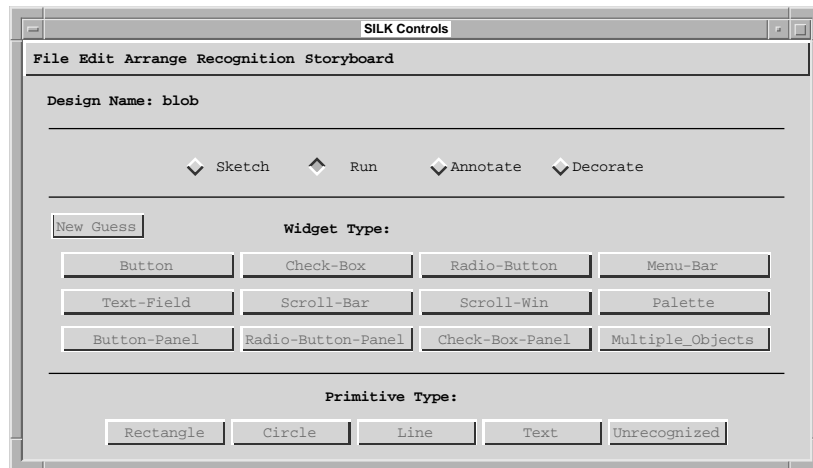 SILK Controls
File Edit Arrange Recognition Storyboard
Design Name: blob
Sketch Run Annotate Decorate
New Guess Widget Type:
Button Check-Box Radio-Button Menu-Bar
Text-Field Scroll-Bar Scroll-Win Palette
Button-Panel Radio-Button-Panel Check-Box-Panel Multiple_Objects
Primitive Type:
Rectangle Circle Line Text Unrecognized